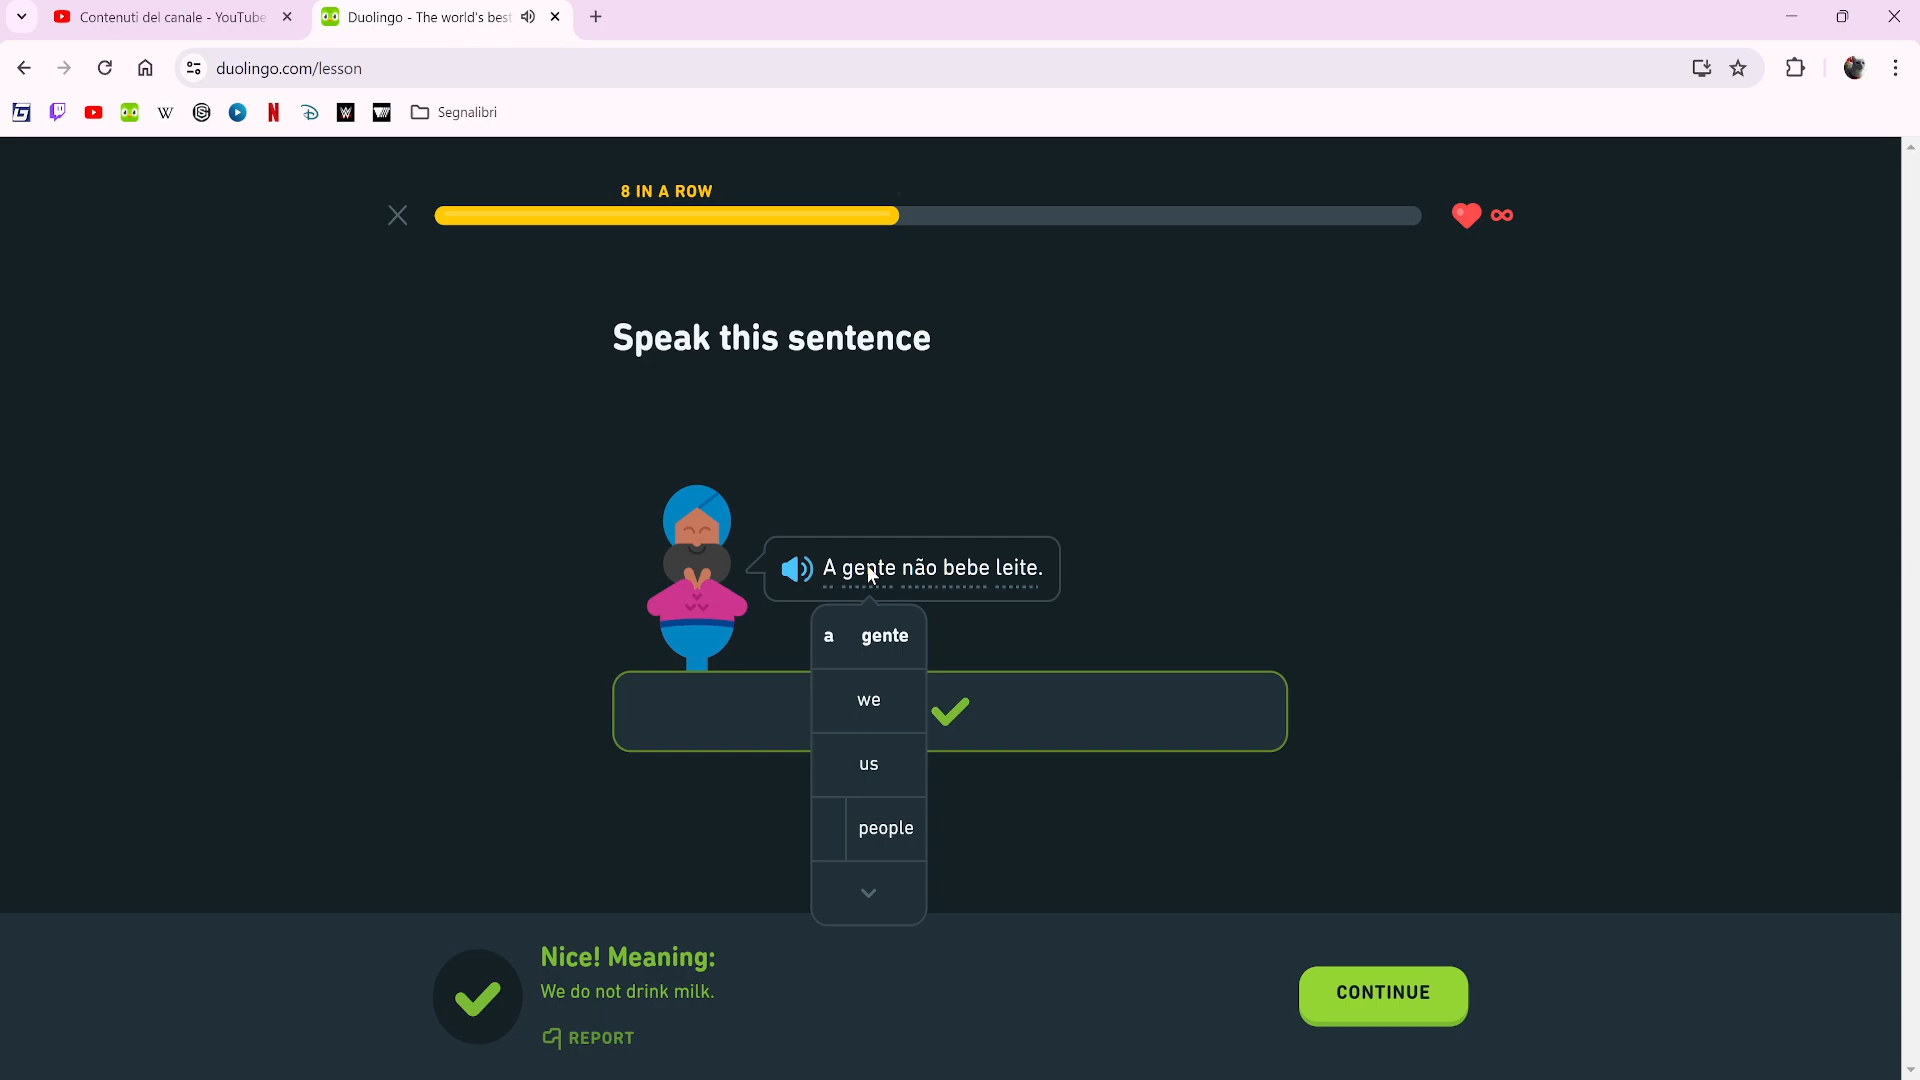 Contenuti del canale - YouTube
Duolingo - The world's best
duolingo.com/lesson
Segnalibri
8 IN A ROW
Speak this sentence
A gente não bebe leite.
a gente
we
us
people
Nice! Meaning:
We do not drink milk.
REPORT
CONTINUE